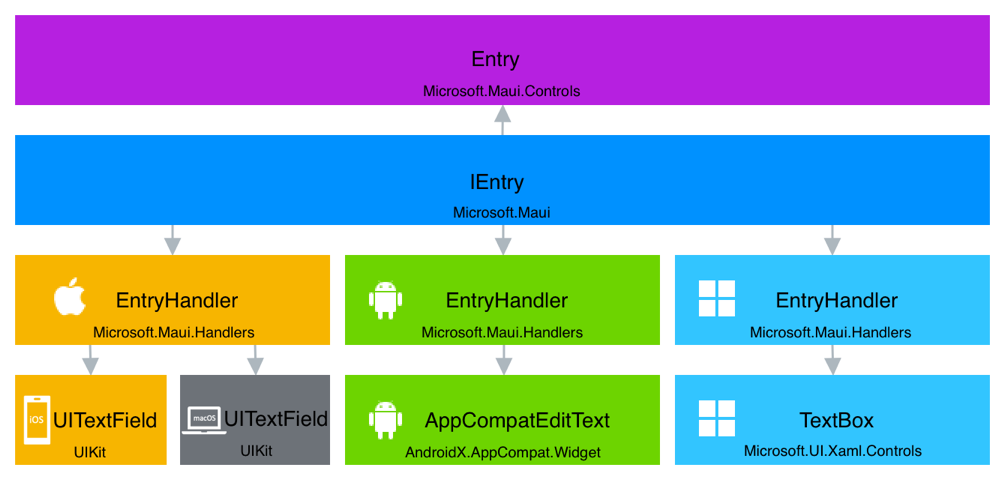 Entry
Microsoft.Maui.Controls
IEntry
Microsoft.Maui
EntryHandler
Microsoft.Maui.Handlers
EntryHandler
Microsoft.Maui.Handlers
EntryHandler
Microsoft.Maui.Handlers
iOS
UITextField
UIKit
macOS
UITextField
UIKit
AppCompatEditText
AndroidX.AppCompat.Widget
TextBox
Microsoft.UI.Xaml.Controls